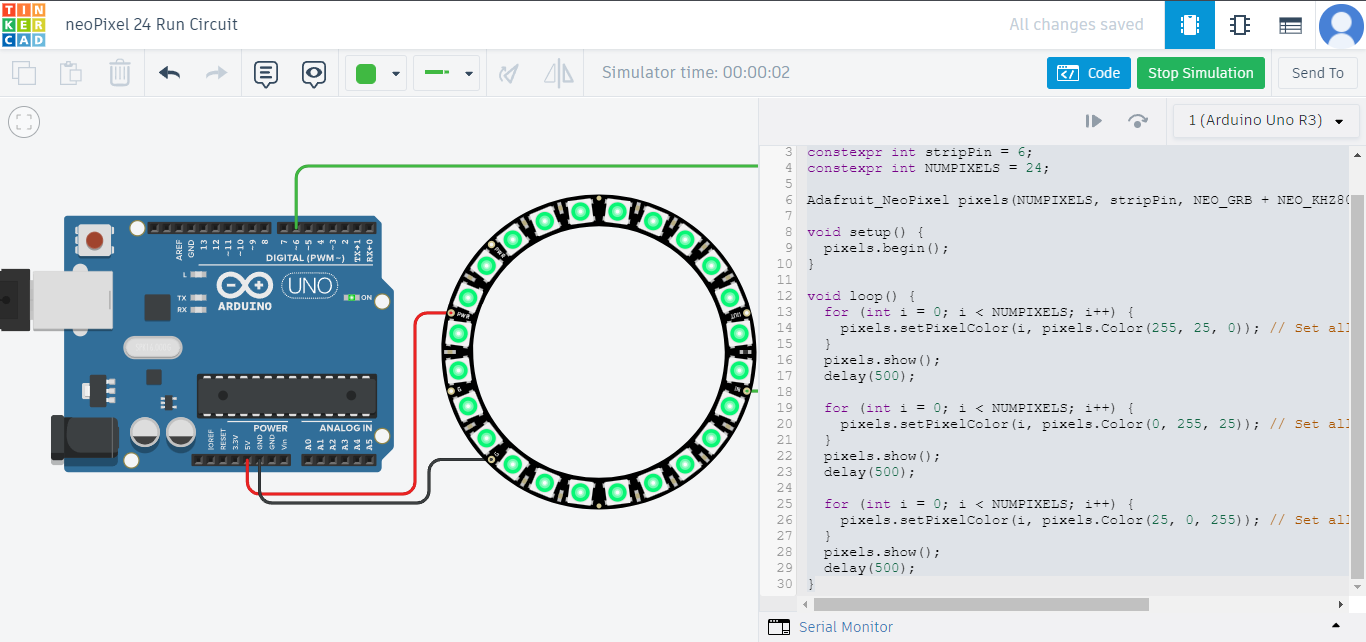 TIN
KER
CAD
neoPixel 24 Run Circuit
All changes saved
Simulator time: 00:00:02
Code
Stop Simulation
Send To
1 (Arduino Uno R3)
AREF
GND
13
12
~11
~10
~9
8
7
~6
~5
4
~3
2
TX→1
RX←0
DIGITAL (PWM~)
L
TX
RX
ARDUINO
UNO
ON
POWER
ANALOG IN
IOREF
RESET
3.3V
5V
GND
GND
Vin
A0
A1
A2
A3
A4
A5
PWR
PWR
OUT
IN
G
G
3 constexpr int stripPin = 6;
4 constexpr int NUMPIXELS = 24;
5
6 Adafruit_NeoPixel pixels(NUMPIXELS, stripPin, NEO_GRB + NEO_KHZ80
7
8 void setup() {
9 pixels.begin();
10 }
11
12 void loop() {
13 for (int i = 0; i < NUMPIXELS; i++) {
14 pixels.setPixelColor(i, pixels.Color(255, 25, 0)); // Set all
15 }
16 pixels.show();
17 delay(500);
18
19 for (int i = 0; i < NUMPIXELS; i++) {
20 pixels.setPixelColor(i, pixels.Color(0, 255, 25)); // Set all
21 }
22 pixels.show();
23 delay(500);
24
25 for (int i = 0; i < NUMPIXELS; i++) {
26 pixels.setPixelColor(i, pixels.Color(25, 0, 255)); // Set all
27 }
28 pixels.show();
29 delay(500);
30 }
Serial Monitor